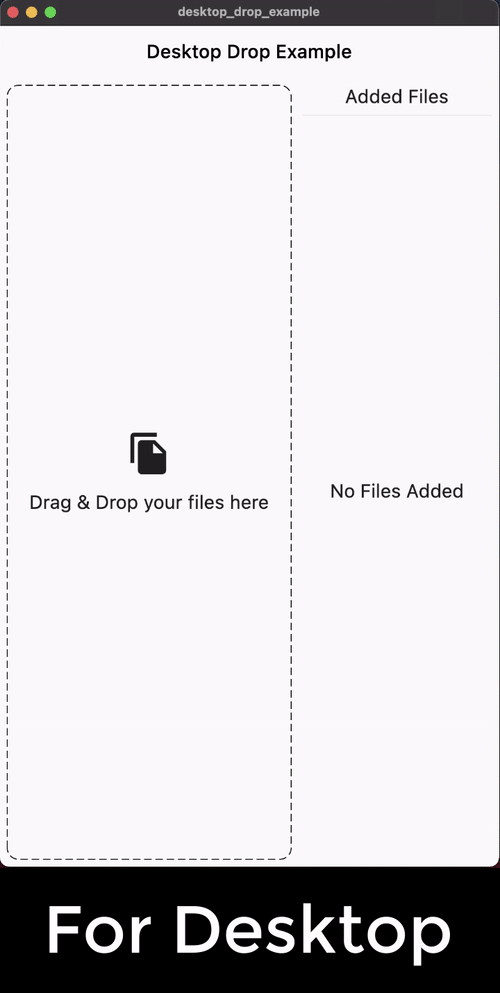 desktop_drop_example
Desktop Drop Example
Added Files
Drag & Drop your files here
No Files Added
For Desktop